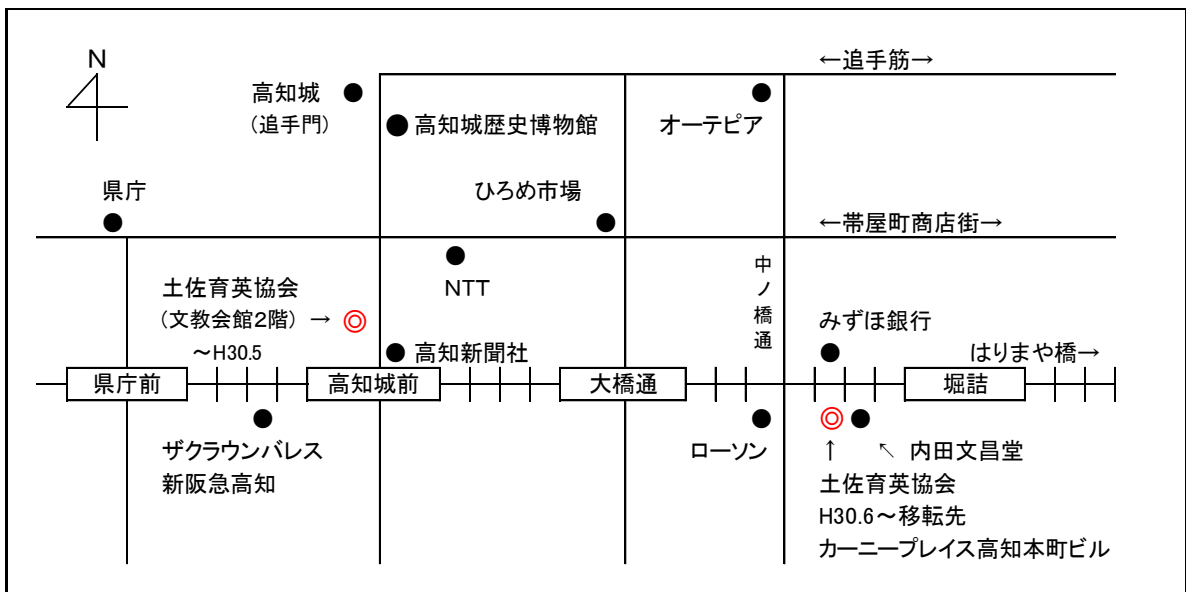 N
←追手筋→
高知城
(追手門)
高知城歴史博物館
オーテピア
県庁
ひろめ市場
←帯屋町商店街→
NTT
中ノ橋通
土佐育英協会
(文教会館2階) →
~H30.5
高知新聞社
みずほ銀行
はりまや橋→
県庁前
高知城前
大橋通
堀詰
ザクラウンパレス
新阪急高知
ローソン
↑ ↖ 内田文昌堂
土佐育英協会
H30.6~移転先
カーニープレイス高知本町ビル